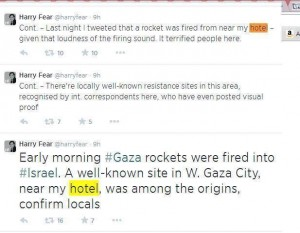 Harry Fear @harryfear · 9h
Cont. – Last night I tweeted that a rocket was fired from near my hotel –
given that loudness of the firing sound. It terrified people here.
10
10
Harry Fear @harryfear · 9h
Cont. – There're locally well-known resistance sites in this area,
recognised by int. correspondents here, who have even posted visual
proof
7
5
Harry Fear @harryfear · 9h
Early morning #Gaza rockets were fired into
#Israel. A well-known site in W. Gaza City,
near my hotel, was among the origins,
confirm locals
16
7